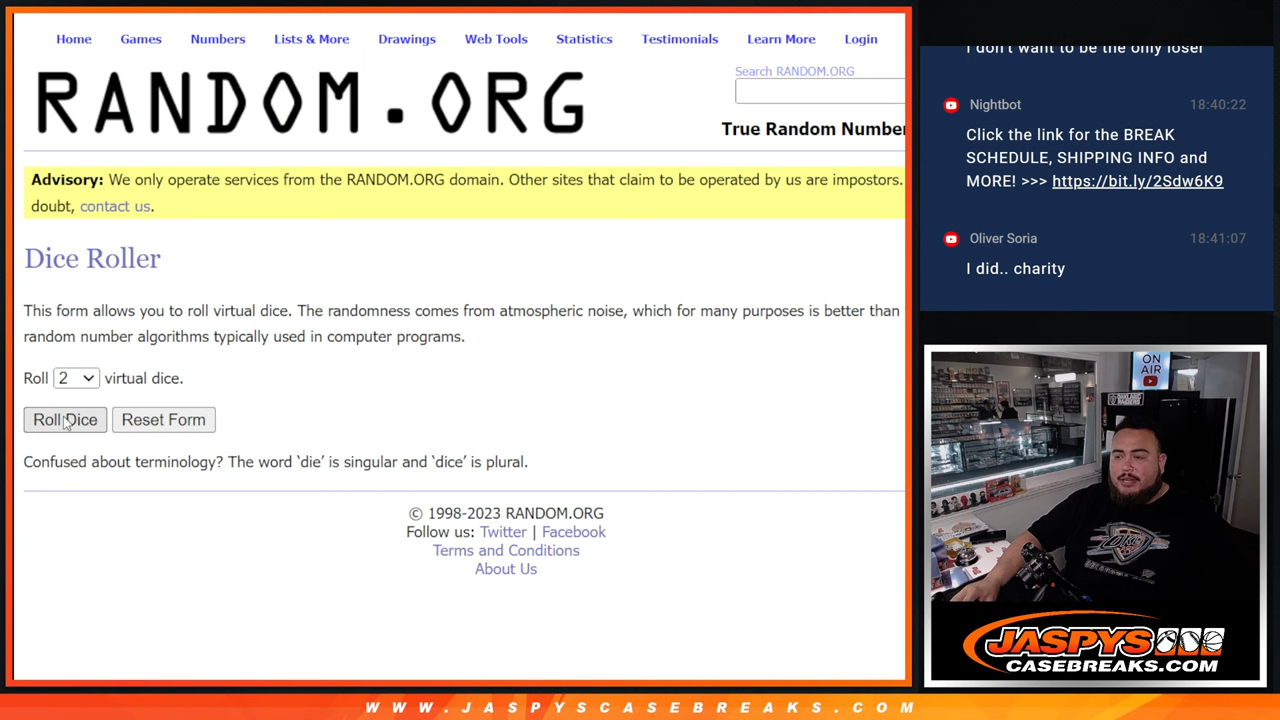 Home Games Numbers Lists & More Drawings Web Tools Statistics Testimonials Learn More Login
RANDOM.ORG
Search RANDOM.ORG
True Random Number
Advisory: We only operate services from the RANDOM.ORG domain. Other sites that claim to be operated by us are impostors.
doubt, contact us.
Dice Roller
This form allows you to roll virtual dice. The randomness comes from atmospheric noise, which for many purposes is better than
random number algorithms typically used in computer programs.
Roll 2 virtual dice.
Roll Dice Reset Form
Confused about terminology? The word ‘die’ is singular and ‘dice’ is plural.
© 1998-2023 RANDOM.ORG
Follow us: Twitter | Facebook
Terms and Conditions
About Us
I don't want to be the only loser
Nightbot 18:40:22
Click the link for the BREAK
SCHEDULE, SHIPPING INFO and
MORE! >>> https://bit.ly/2Sdw6K9
Oliver Soria 18:41:07
I did.. charity
ON
AIR
OAKLAND
RAIDERS
OKC
JASPYS
CASEBREAKS.COM
WWW.JASPYSCASEBREAKS.COM